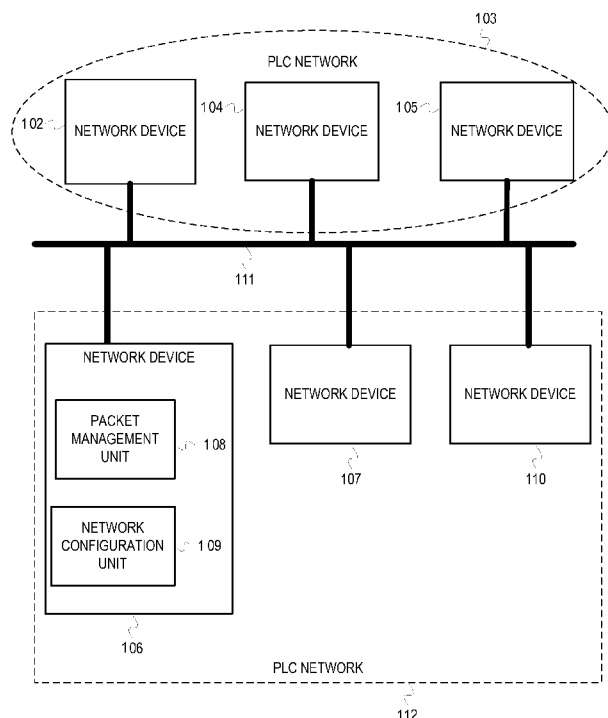 103
PLC NETWORK
102
NETWORK DEVICE
104
NETWORK DEVICE
105
NETWORK DEVICE
111
NETWORK DEVICE
PACKET
MANAGEMENT
UNIT
108
NETWORK
CONFIGURATION
UNIT
109
106
NETWORK DEVICE
107
NETWORK DEVICE
110
PLC NETWORK
112